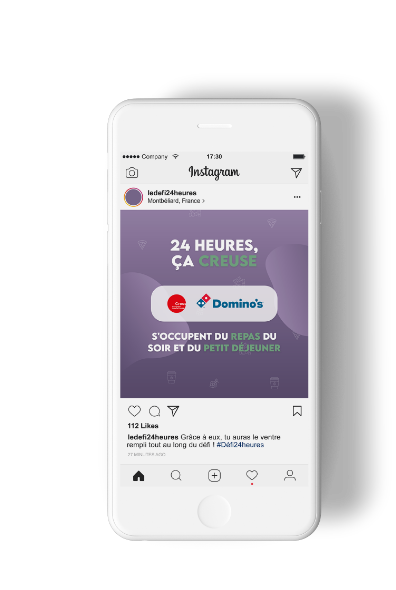 Company 17:30
Instagram
ledefi24heures
Montbéliard, France >
24 HEURES,
ÇA CREUSE
Domino's
S'OCCUPENT DU REPAS DU
SOIR ET DU PETIT DÉJEUNER
112 Likes
ledefi24heures Grâce à eux, tu auras le ventre
rempli tout au long du défi ! #Défi24heures